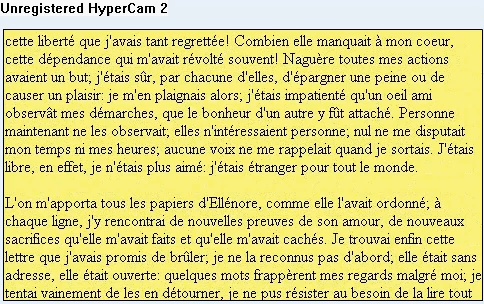 Unregistered HyperCam 2
cette liberté que j'avais tant regrettée! Combien elle manquait à mon coeur,
cette dépendance qui m'avait révolté souvent! Naguère toutes mes actions
avaient un but; j'étais sûr, par chacune d'elles, d'épargner une peine ou de
causer un plaisir: je m'en plaignais alors; j'étais impatienté qu'un oeil ami
observât mes démarches, que le bonheur d'un autre y fût attaché. Personne
maintenant ne les observait; elles n'intéressaient personne; nul ne me disputait
mon temps ni mes heures; aucune voix ne me rappelait quand je sortais. J'étais
libre, en effet, je n'étais plus aimé: j'étais étranger pour tout le monde.
L'on m'apporta tous les papiers d'Ellénore, comme elle l'avait ordonné; à
chaque ligne, j'y rencontrai de nouvelles preuves de son amour, de nouveaux
sacrifices qu'elle m'avait faits et qu'elle m'avait cachés. Je trouvai enfin cette
lettre que j'avais promis de brûler; je ne la reconnus pas d'abord; elle était sans
adresse, elle était ouverte: quelques mots frappèrent mes regards malgré moi; je
tentai vainement de les en détourner, je ne pus résister au besoin de la lire tout